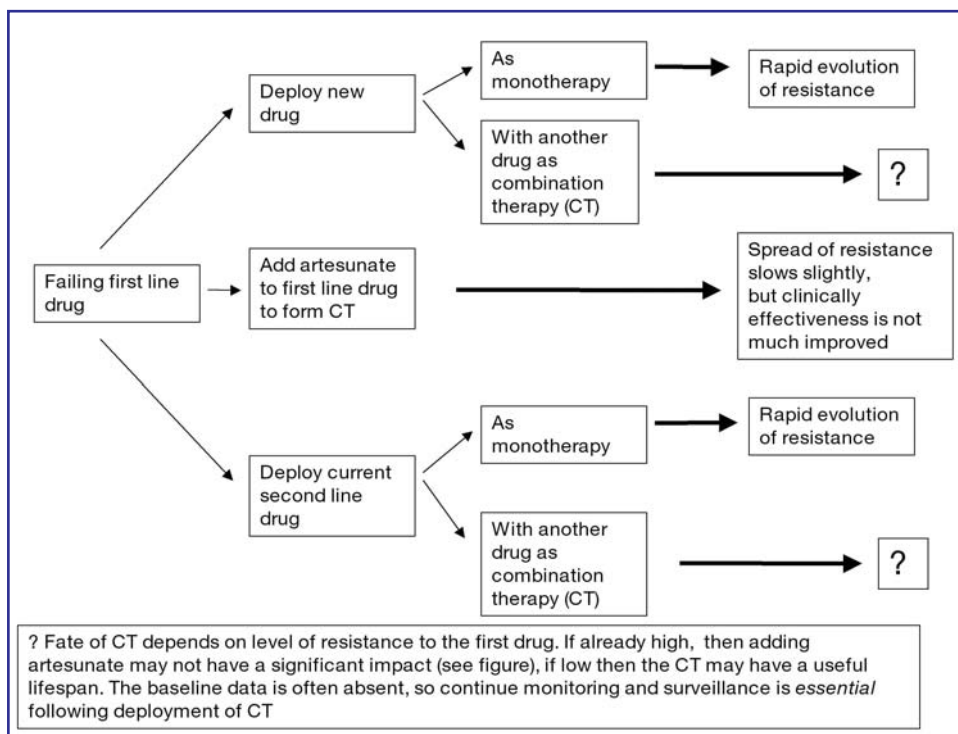 Failing first line
drug
Deploy new
drug
As
monotherapy
Rapid evolution
of resistance
With another
drug as
combination
therapy (CT)
?
Add artesunate
to first line drug
to form CT
Spread of resistance
slows slightly,
but clinically
effectiveness is not
much improved
Deploy current
second line
drug
As
monotherapy
Rapid evolution
of resistance
With another
drug as
combination
therapy (CT)
?
? Fate of CT depends on level of resistance to the first drug. If already high, then adding
artesunate may not have a significant impact (see figure), if low then the CT may have a useful
lifespan. The baseline data is often absent, so continue monitoring and surveillance is essential
following deployment of CT